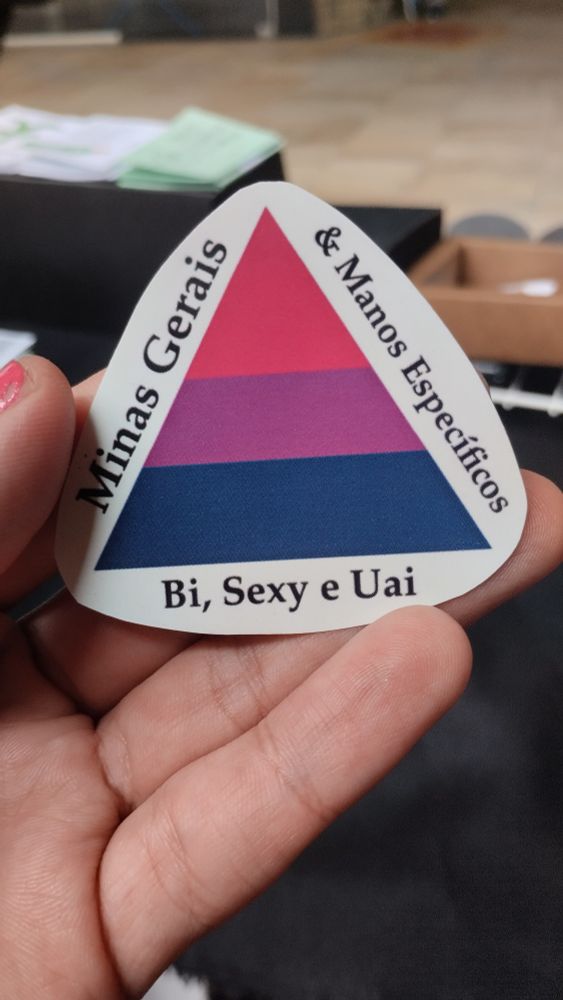 Minas Gerais
& Manos Específicos
Bi, Sexy e Uai